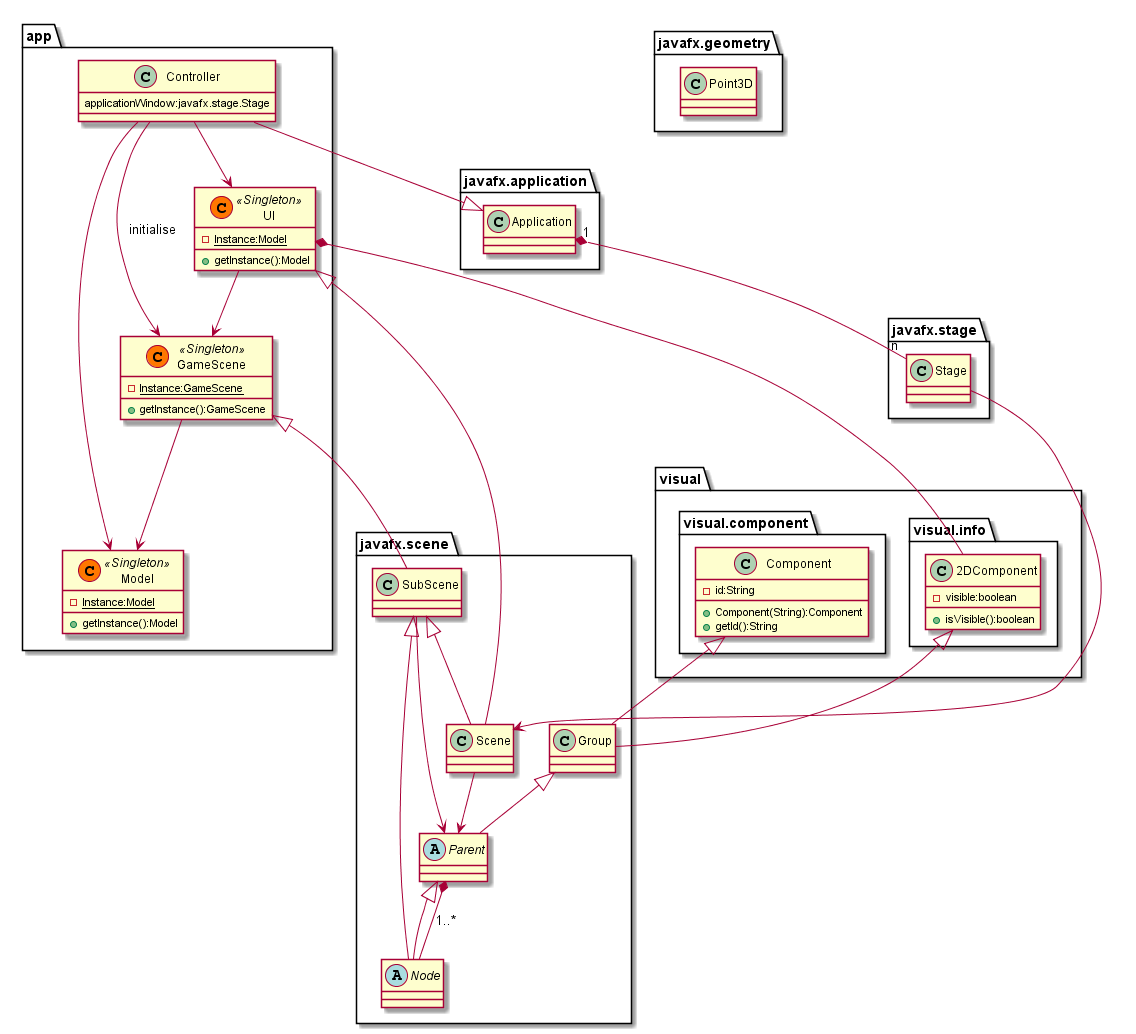 app
C Controller
applicationWindow:javafx.stage.Stage
javafx.geometry
C Point3D
javafx.application
C Application
1
C «Singleton»
UI
Instance:Model
getInstance():Model
initialise
C «Singleton»
GameScene
Instance:GameScene
getInstance():GameScene
C «Singleton»
Model
Instance:Model
getInstance():Model
javafx.stage
n
C Stage
visual
visual.component
C Component
id:String
Component(String):Component
getId():String
visual.info
C 2DComponent
visible:boolean
isVisible():boolean
javafx.scene
C SubScene
C Scene
C Group
A Parent
1..*
A Node